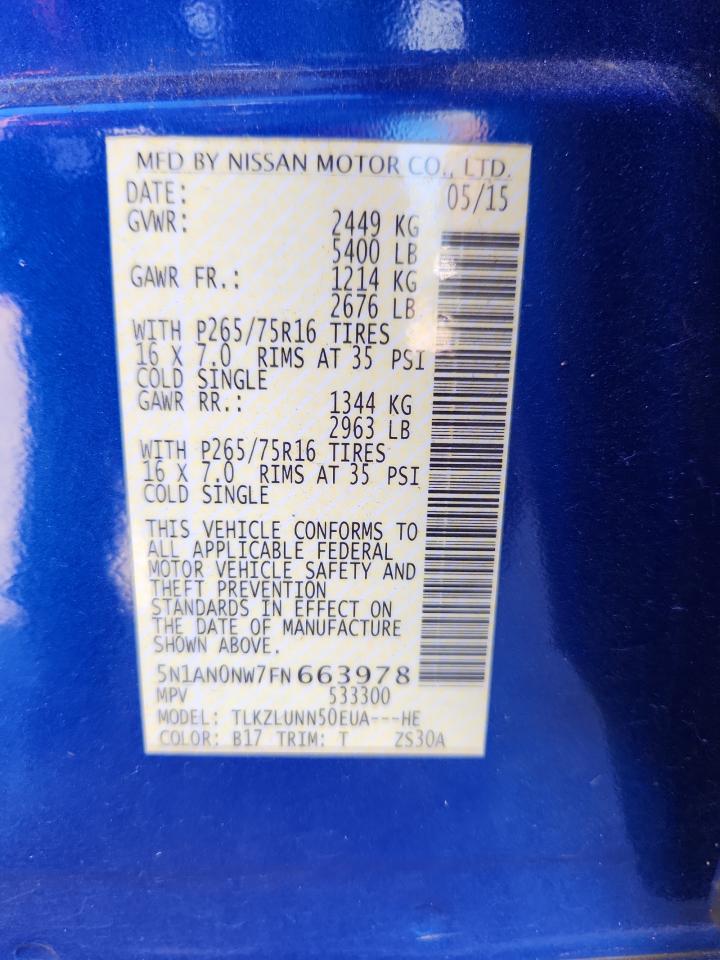 MFD BY NISSAN MOTOR CO., LTD.
DATE: 05/15
GVWR: 2449 KG
5400 LB
GAWR FR.: 1214 KG
2676 LB
WITH P265/75R16 TIRES
16 X 7.0 RIMS AT 35 PSI
COLD SINGLE
GAWR RR.: 1344 KG
2963 LB
WITH P265/75R16 TIRES
16 X 7.0 RIMS AT 35 PSI
COLD SINGLE
THIS VEHICLE CONFORMS TO
ALL APPLICABLE FEDERAL
MOTOR VEHICLE SAFETY AND
THEFT PREVENTION
STANDARDS IN EFFECT ON
THE DATE OF MANUFACTURE
SHOWN ABOVE.
5N1AN0NW7FN663978
MPV 533300
MODEL: TLKZLUNN50EUA---HE
COLOR: B17 TRIM: T ZS30A